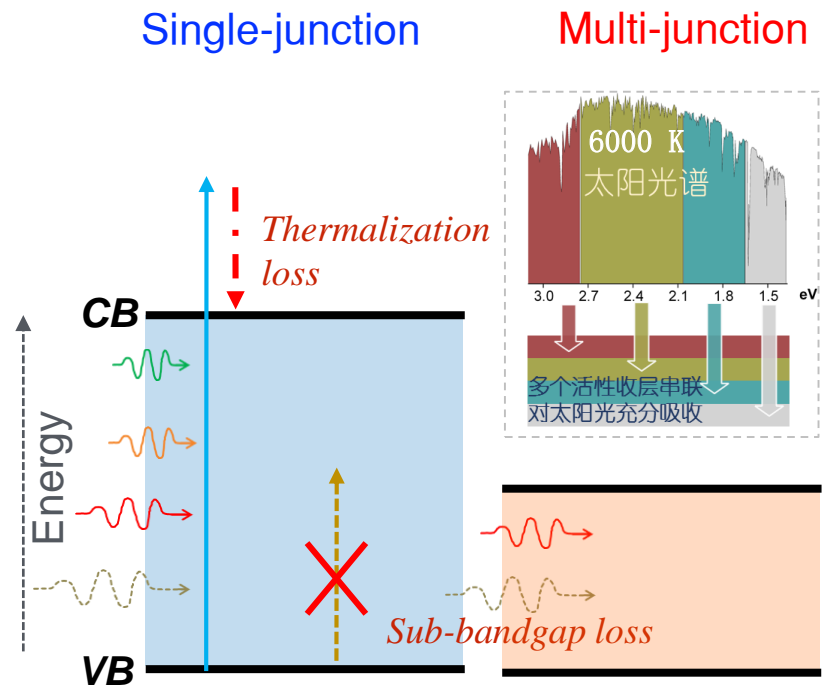 Single-junction
Multi-junction
6000 K
太阳光谱
3.0 2.7 2.4 2.1 1.8 1.5 eV
多个活性收层串联
对太阳光充分吸收
Thermalization
loss
CB
Energy
Sub-bandgap loss
VB